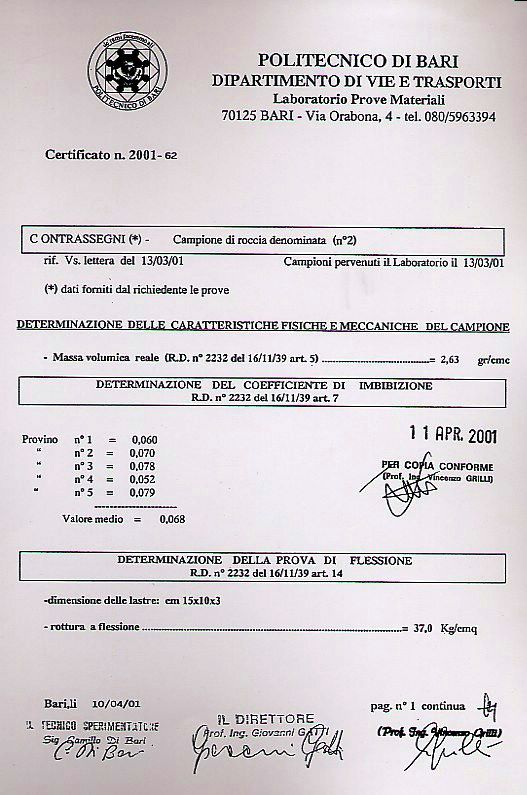 do rami facemmo ali
POLITECNICO DI BARI
POLITECNICO DI BARI
DIPARTIMENTO DI VIE E TRASPORTI
Laboratorio Prove Materiali
70125 BARI - Via Orabona, 4 - tel. 080/5963394
Certificato n. 2001- 62
C ONTRASSEGNI (*) - Campione di roccia denominata (n°2)
rif. Vs. lettera del 13/03/01 Campioni pervenuti il Laboratorio il 13/03/01
(*) dati forniti dal richiedente le prove
DETERMINAZIONE DELLE CARATTERISTICHE FISICHE E MECCANICHE DEL CAMPIONE
- Massa volumica reale (R.D. n° 2232 del 16/11/39 art. 5) ........................................= 2,63 gr/cmc
DETERMINAZIONE DEL COEFFICIENTE DI IMBIBIZIONE
R.D. n° 2232 del 16/11/39 art. 7
Provino n° 1 = 0,060
“ n° 2 = 0,070
“ n° 3 = 0,078
“ n° 4 = 0,052
“ n° 5 = 0,079
----------------------
Valore medio = 0,068
11 APR. 2001
PER COPIA CONFORME
(Prof. Ing. Vincenzo GRILLI)
DETERMINAZIONE DELLA PROVA DI FLESSIONE
R.D. n° 2232 del 16/11/39 art. 14
-dimensione delle lastre: cm 15x10x3
- rottura a flessione ........................................................................= 37,0 Kg/cmq
Bari,li 10/04/01
pag. n° 1 continua
IL TECNICO SPERIMENTATORE
Sig Camillo Di Bari
C Di Bari
IL DIRETTORE
Prof. Ing. Giovanni GATTI
(Prof. Ing. Vincenzo Grilli)